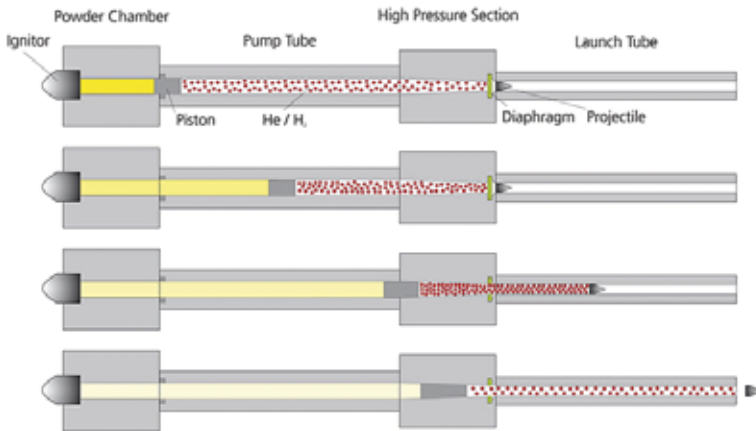 Powder Chamber
High Pressure Section
Ignitor
Pump Tube
Launch Tube
Piston
He / H₂
Diaphragm
Projectile